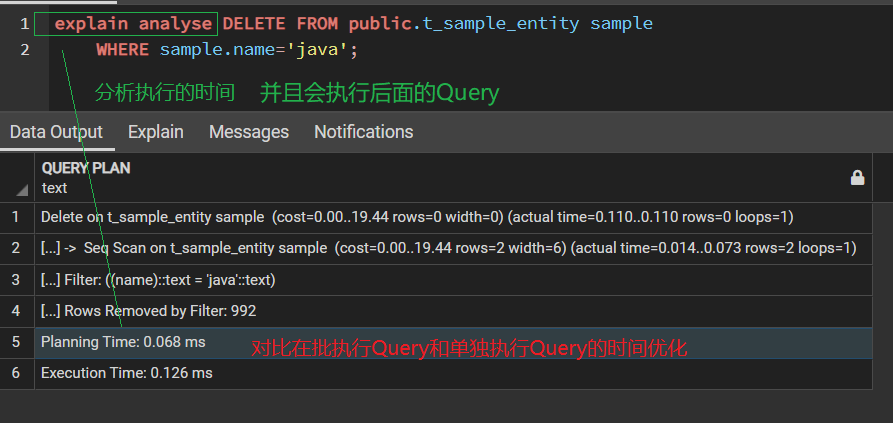 1 explain analyse DELETE FROM public.t_sample_entity sample
2 WHERE sample.name='java';
分析执行的时间 并且会执行后面的Query
Data Output Explain Messages Notifications
QUERY PLAN
text
1 Delete on t_sample_entity sample (cost=0.00..19.44 rows=0 width=0) (actual time=0.110..0.110 rows=0 loops=1)
2 [...] -> Seq Scan on t_sample_entity sample (cost=0.00..19.44 rows=2 width=6) (actual time=0.014..0.073 rows=2 loops=1)
3 [...] Filter: ((name)::text = 'java'::text)
4 [...] Rows Removed by Filter: 992
5 Planning Time: 0.068 ms
对比在批执行Query和单独执行Query的时间优化
6 Execution Time: 0.126 ms